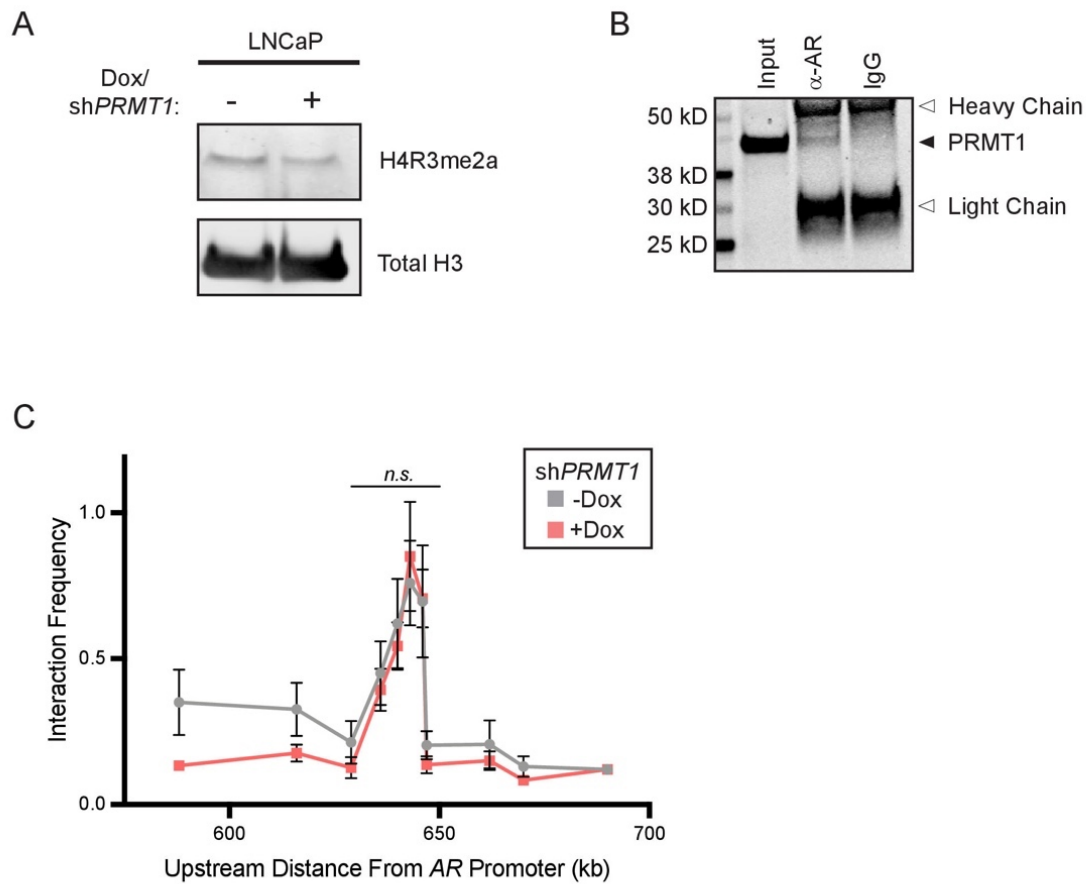 A
LNCaP
Dox/
shPRMT1:
- +
H4R3me2a
Total H3
B
Input
α-AR
IgG
50 kD
38 kD
30 kD
25 kD
Heavy Chain
PRMT1
Light Chain
C
Interaction Frequency
1.0
0.5
0.0
n.s.
shPRMT1
-Dox
+Dox
600 650 700
Upstream Distance From AR Promoter (kb)